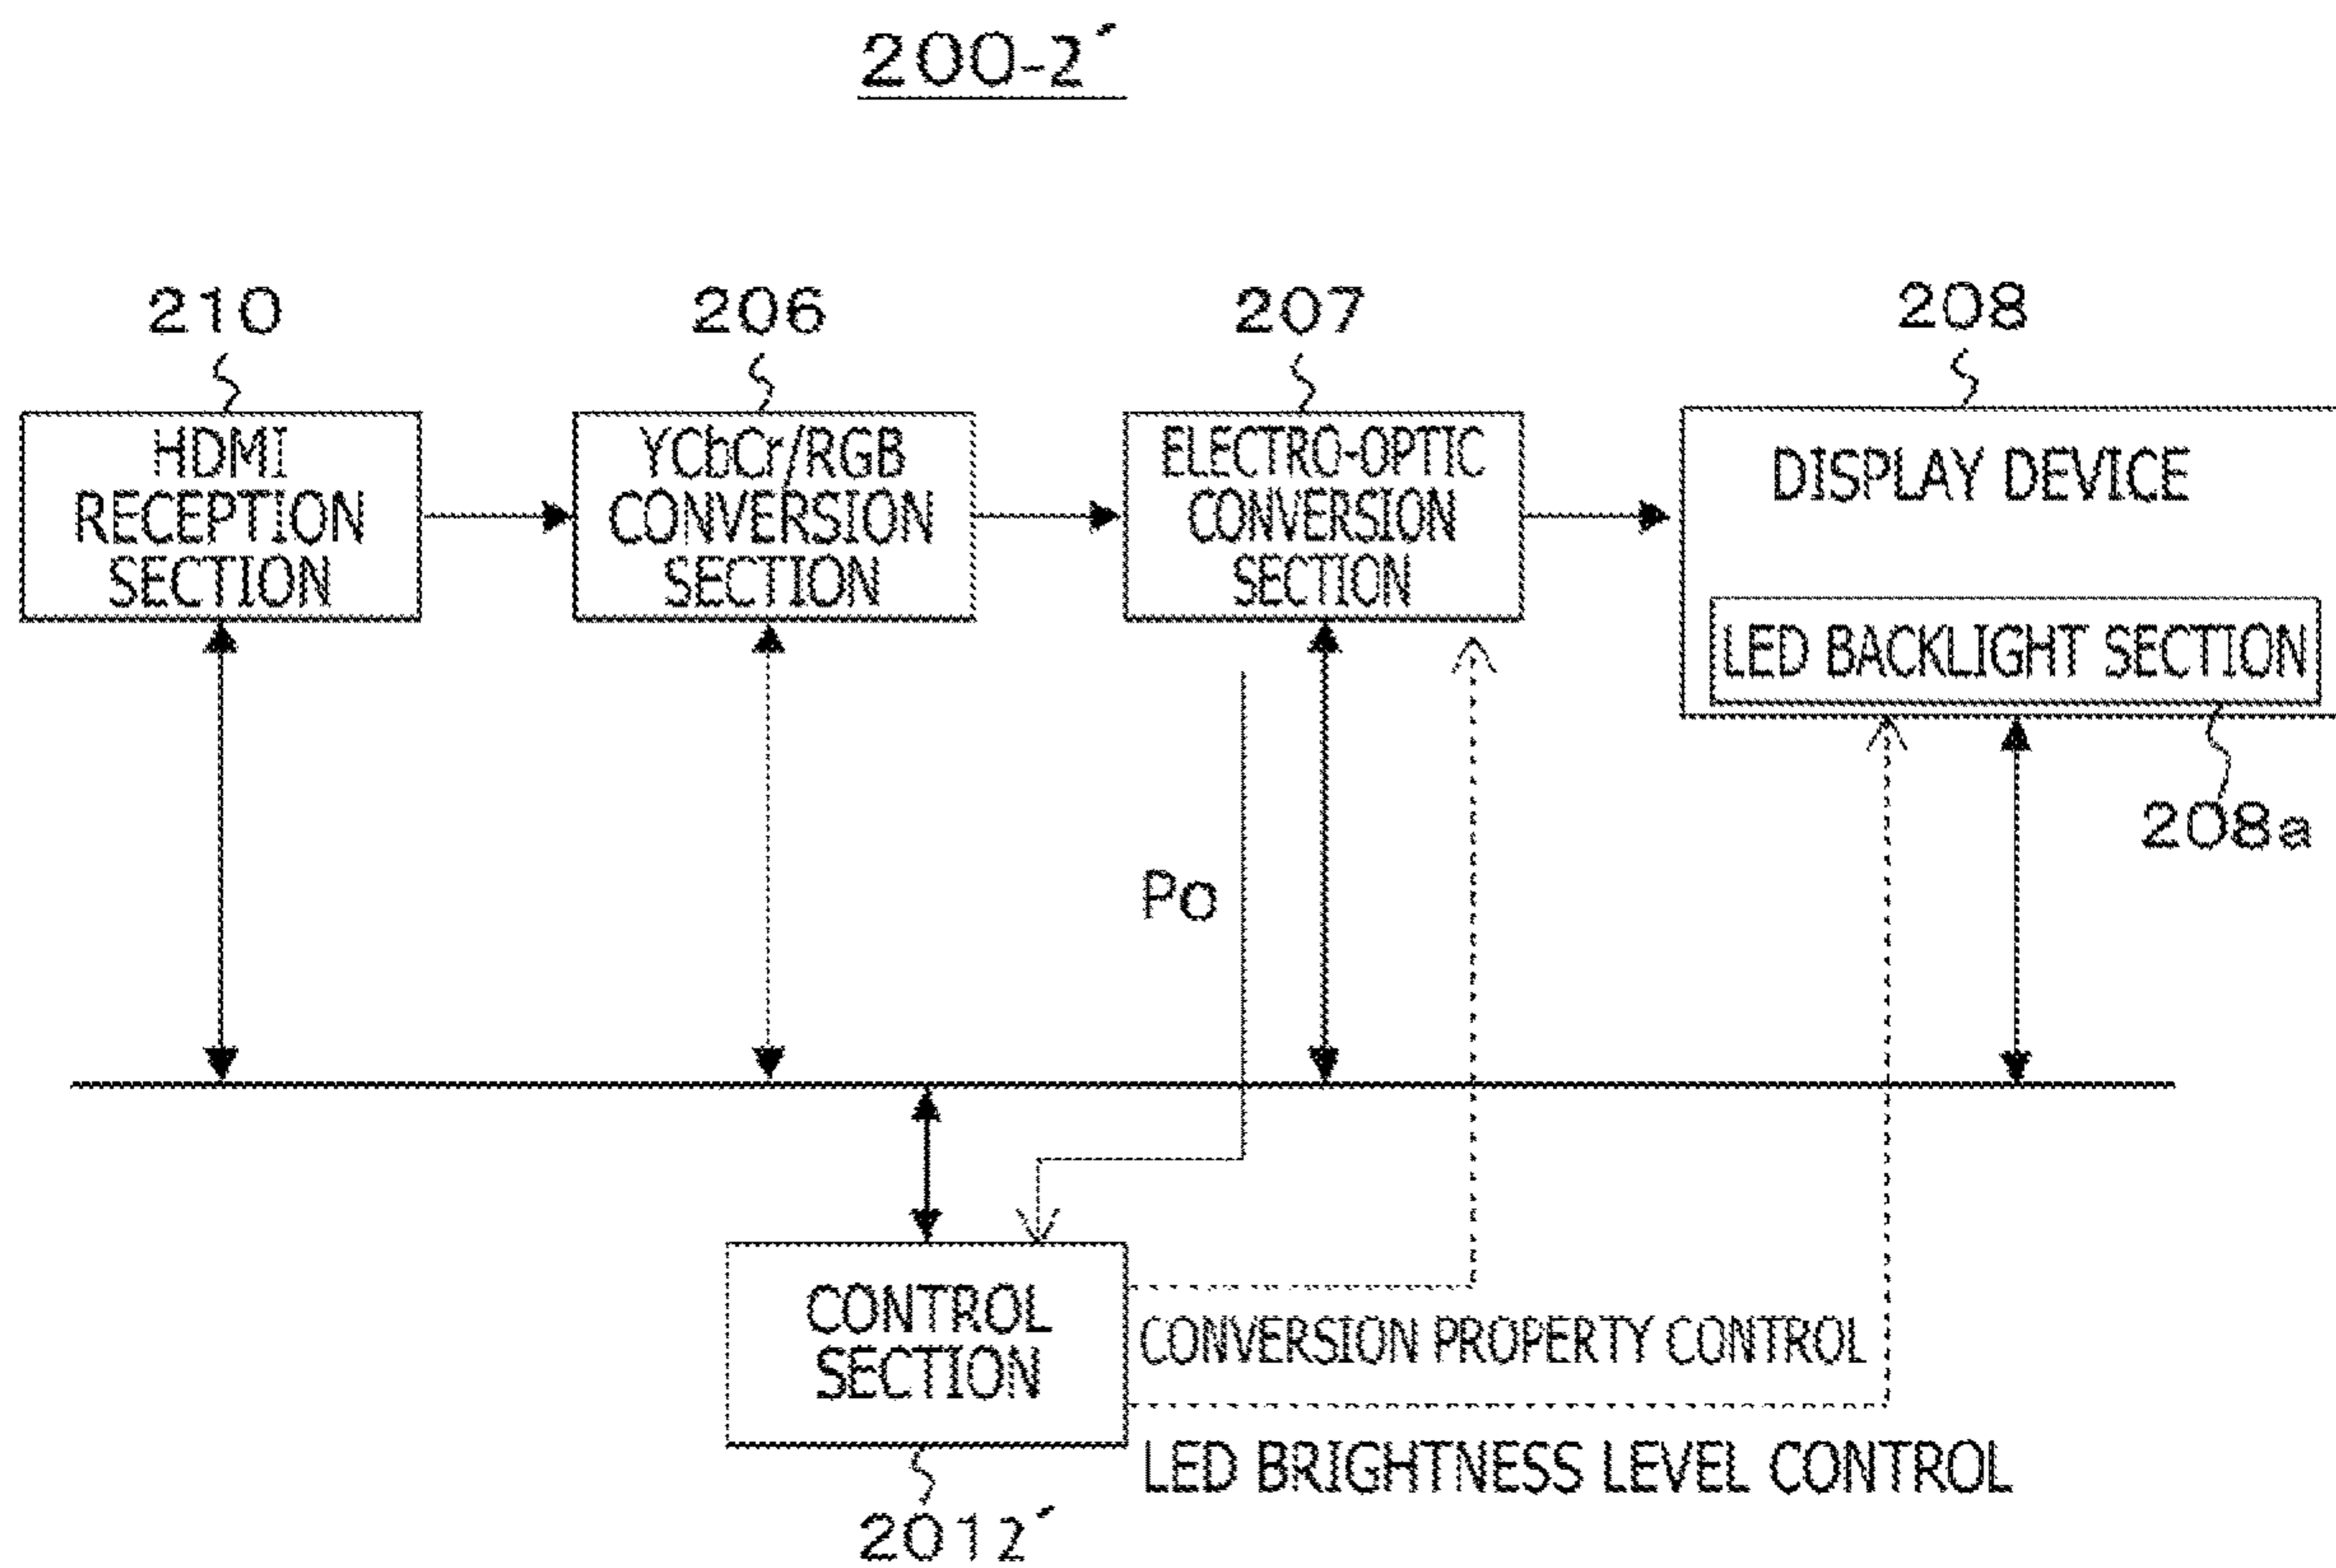 200-2´
210
206
207
208
HDMI
RECEPTION
SECTION
YCbCr/RGB
CONVERSION
SECTION
ELECTRO-OPTIC
CONVERSION
SECTION
DISPLAY DEVICE
LED BACKLIGHT SECTION
208a
PO
CONTROL
SECTION
CONVERSION PROPERTY CONTROL
LED BRIGHTNESS LEVEL CONTROL
2012´